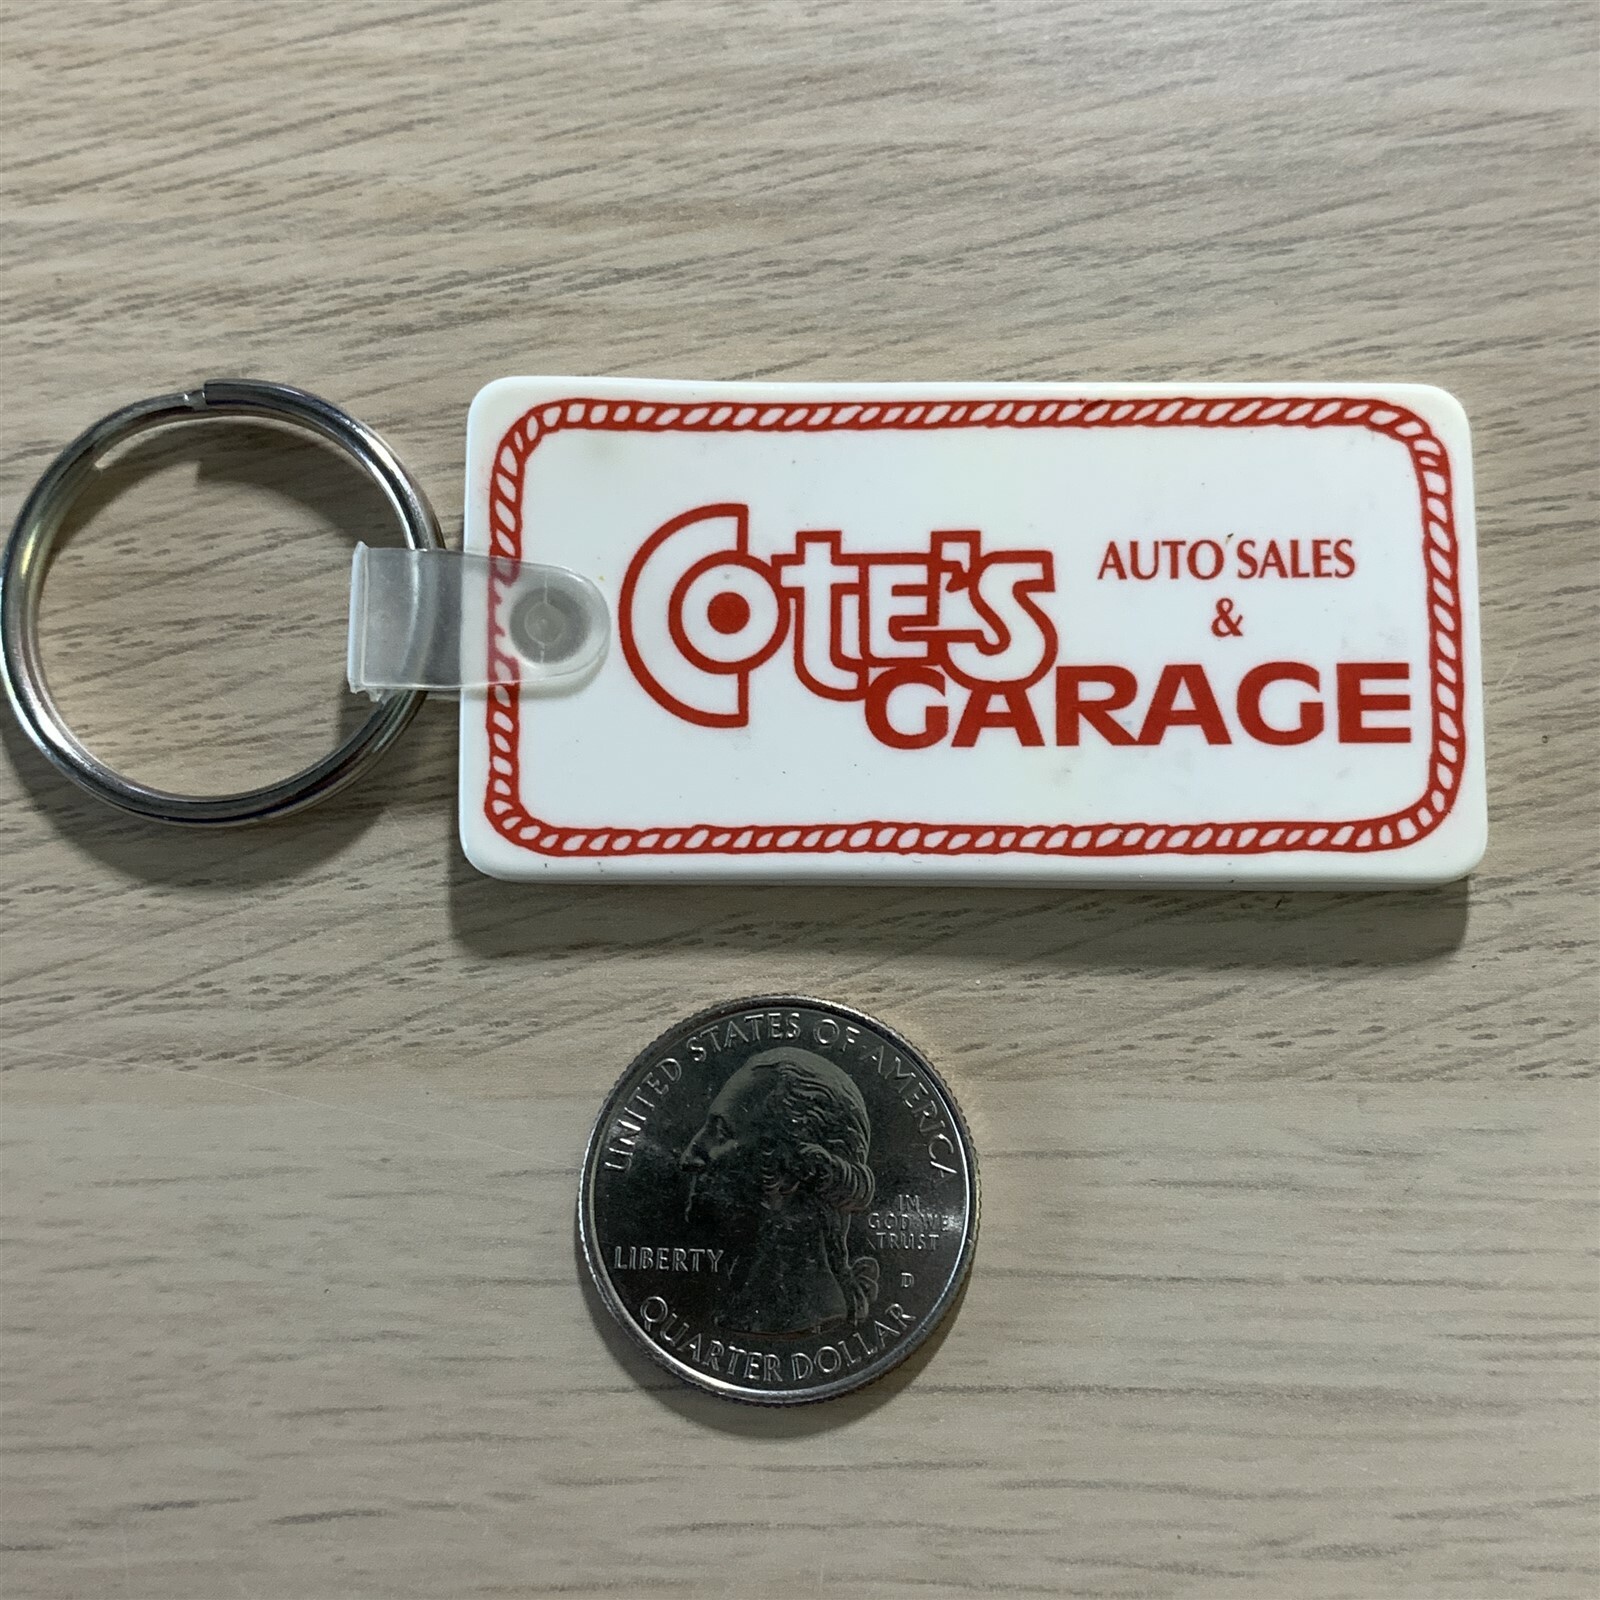 Cote's
AUTO SALES
&
GARAGE
UNITED STATES OF AMERICA
IN
GOD WE
TRUST
LIBERTY
D
QUARTER DOLLAR